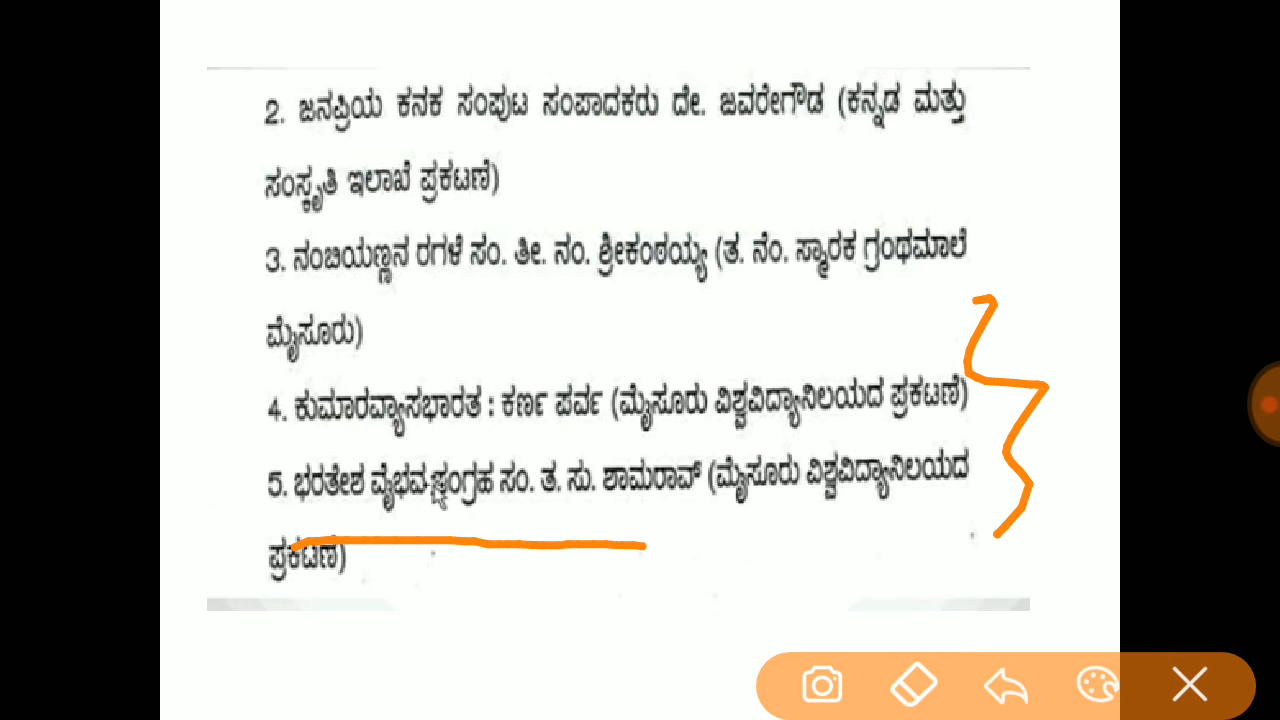 2. ಜನಪ್ರಿಯ ಕನಕ ಸಂಪುಟ ಸಂಪಾದಕರು ದೇ. ಜವರೇಗೌಡ (ಕನ್ನಡ ಮತ್ತು
ಸಂಸ್ಕೃತಿ ಇಲಾಖೆ ಪ್ರಕಟಣೆ)
3. ನಂಬಿಯಣ್ಣನ ರಗಳೆ ಸಂ. ತೀ. ನಂ. ಶ್ರೀಕಂಠಯ್ಯ (ತ. ನೆಂ. ಸ್ಮಾರಕ ಗ್ರಂಥಮಾಲೆ
ಮೈಸೂರು)
4. ಕುಮಾರವ್ಯಾಸಭಾರತ : ಕರ್ಣ ಪರ್ವ (ಮೈಸೂರು ವಿಶ್ವವಿದ್ಯಾನಿಲಯದ ಪ್ರಕಟಣೆ)
5. ಭರತೇಶ ವೈಭವ ಸಂಗ್ರಹ ಸಂ. ತ. ಸು. ಶಾಮರಾವ್ (ಮೈಸೂರು ವಿಶ್ವವಿದ್ಯಾನಿಲಯದ
ಪ್ರಕಟಣೆ)